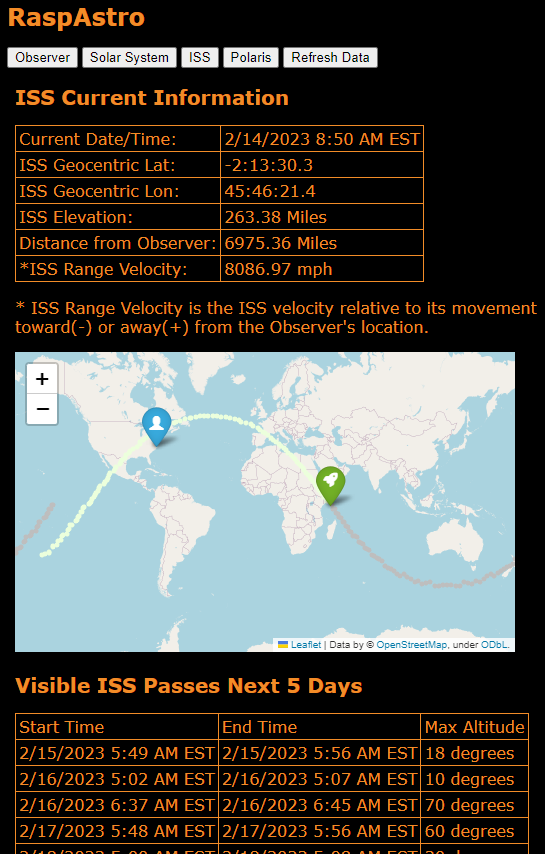 RaspAstro
Observer Solar System ISS Polaris Refresh Data
ISS Current Information
Current Date/Time: 2/14/2023 8:50 AM EST
ISS Geocentric Lat: -2:13:30.3
ISS Geocentric Lon: 45:46:21.4
ISS Elevation: 263.38 Miles
Distance from Observer: 6975.36 Miles
*ISS Range Velocity: 8086.97 mph
* ISS Range Velocity is the ISS velocity relative to its movement
toward(-) or away(+) from the Observer's location.
+
−
Leaflet | Data by © OpenStreetMap, under ODbL.
Visible ISS Passes Next 5 Days
Start Time End Time Max Altitude
2/15/2023 5:49 AM EST 2/15/2023 5:56 AM EST 18 degrees
2/16/2023 5:02 AM EST 2/16/2023 5:07 AM EST 10 degrees
2/16/2023 6:37 AM EST 2/16/2023 6:45 AM EST 70 degrees
2/17/2023 5:48 AM EST 2/17/2023 5:56 AM EST 60 degrees